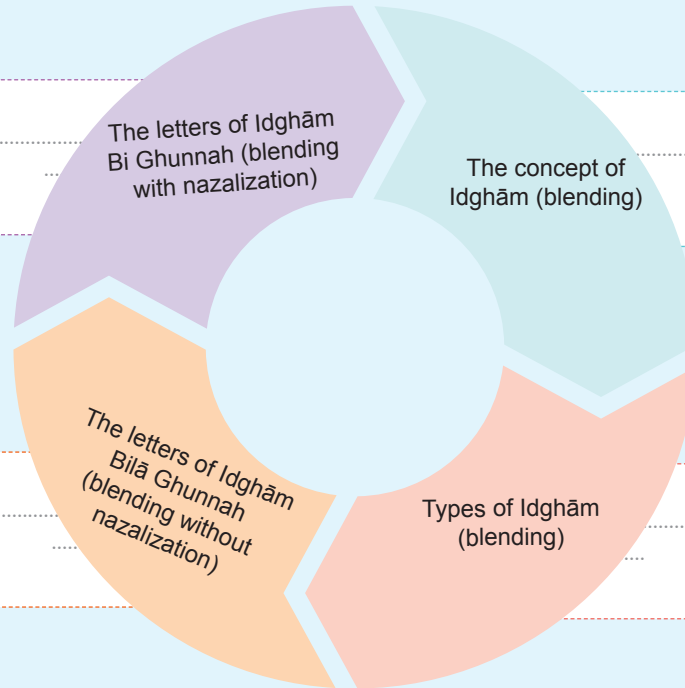 The letters of Idghām
Bi Ghunnah (blending
with nazalization)
The concept of
Idghām (blending)
The letters of Idghām
Bilā Ghunnah
(blending without
nazalization)
Types of Idghām
(blending)